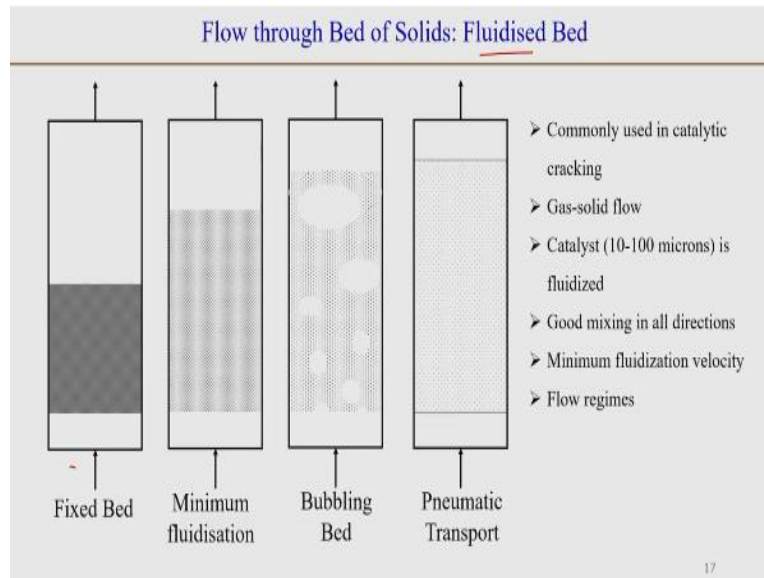 Flow through Bed of Solids: Fluidised Bed
➤ Commonly used in catalytic
cracking
➤ Gas-solid flow
➤ Catalyst (10-100 microns) is
fluidized
➤ Good mixing in all directions
➤ Minimum fluidization velocity
➤ Flow regimes
Fixed Bed
Minimum
fluidisation
Bubbling
Bed
Pneumatic
Transport
17